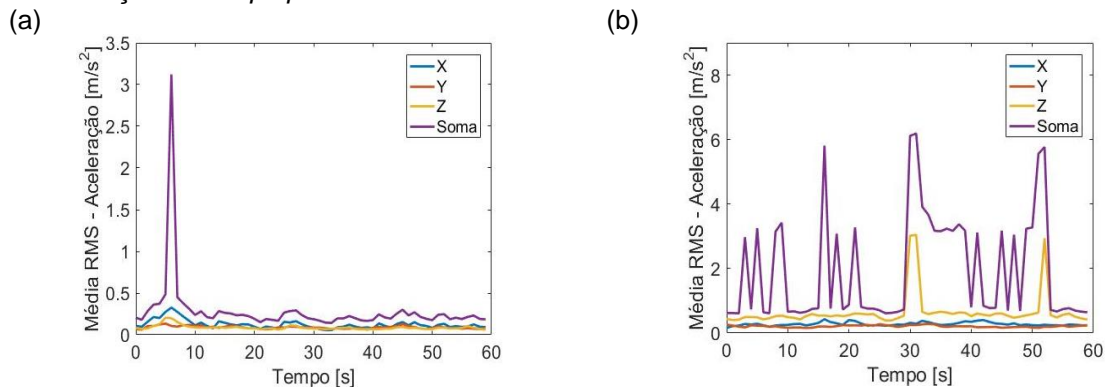 (a)
(b)
Média RMS - Aceleração [m/s²]
3.5
3
2.5
2
1.5
1
0.5
0
0 10 20 30 40 50 60
Tempo [s]
X
Y
Z
Soma
Média RMS - Aceleração [m/s²]
8
6
4
2
0
0 10 20 30 40 50 60
Tempo [s]
X
Y
Z
Soma